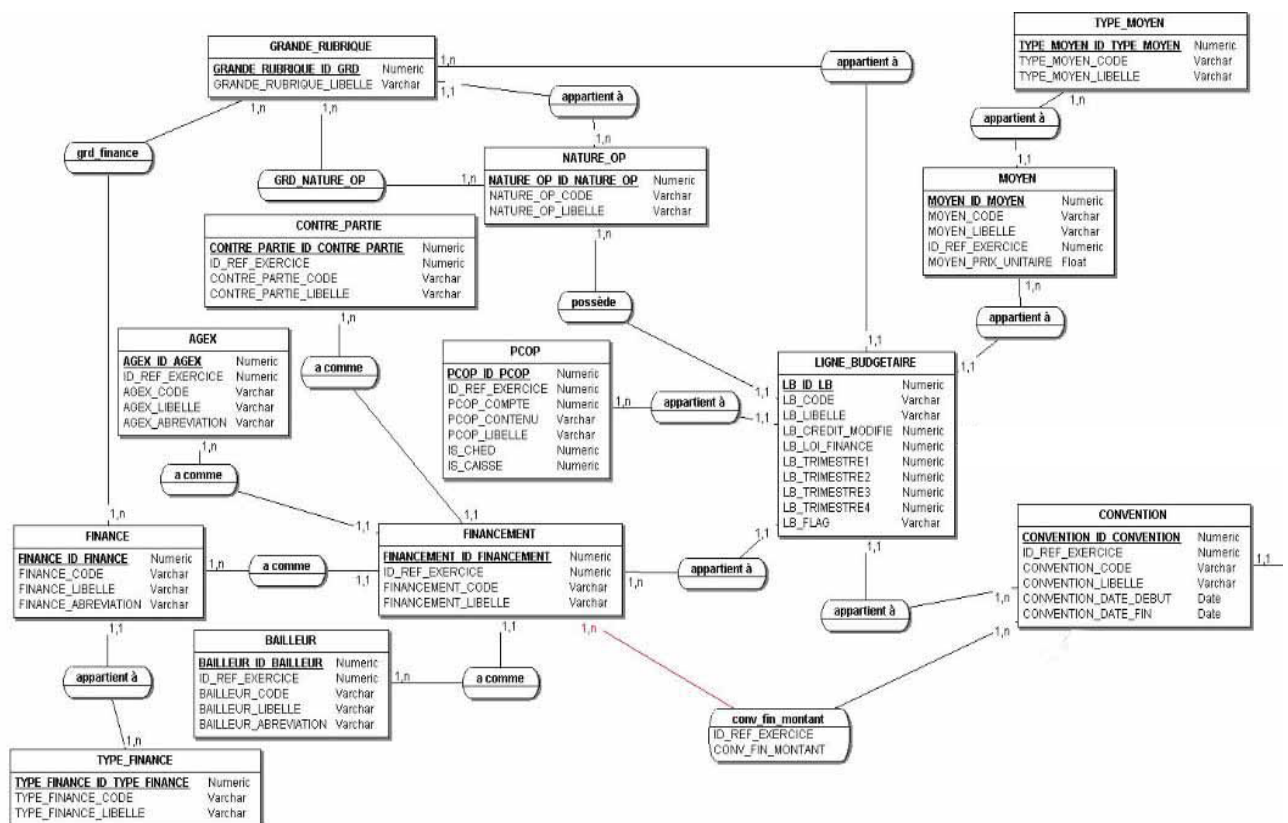 TYPE_MOYEN
TYPE_MOYEN_ID_TYPE_MOYEN Numeric
TYPE_MOYEN_CODE Varchar
TYPE_MOYEN_LIBELLE Varchar
1,n
appartient à
1,1
GRANDE_RUBRIQUE
GRANDE_RUBRIQUE_ID_GRD Numeric
GRANDE_RUBRIQUE_LIBELLE Varchar
1,n
appartient à
1,1
appartient à
1,n
1,n
1,n
grd_finance
GRD_NATURE_OP
1,n
NATURE_OP
NATURE_OP_ID_NATURE_OP Numeric
NATURE_OP_CODE Varchar
NATURE_OP_LIBELLE Varchar
1,n
possède
1,1
MOYEN
MOYEN_ID_MOYEN Numeric
MOYEN_CODE Varchar
MOYEN_LIBELLE Varchar
ID_REF_EXERCICE Numeric
MOYEN_PRIX_UNITAIRE Float
1,n
appartient à
1,1
CONTRE_PARTIE
CONTRE_PARTIE_ID_CONTRE_PARTIE Numeric
ID_REF_EXERCICE Numeric
CONTRE_PARTIE_CODE Varchar
CONTRE_PARTIE_LIBELLE Varchar
1,n
a comme
1,1
AGEX
AGEX_ID_AGEX Numeric
ID_REF_EXERCICE Numeric
AGEX_CODE Varchar
AGEX_LIBELLE Varchar
AGEX_ABREVIATION Varchar
1,n
a comme
1,1
PCOP
PCOP_ID_PCOP Numeric
ID_REF_EXERCICE Numeric
PCOP_COMPTE Numeric
PCOP_CONTENU Varchar
PCOP_LIBELLE Varchar
IS_CHED Numeric
IS_CAISSE Numeric
1,n
appartient à
1,1
1,1
LIGNE_BUDGETAIRE
LB_ID_LB Numeric
LB_CODE Varchar
LB_LIBELLE Varchar
LB_CREDIT_MODIFIE Numeric
LB_LOI_FINANCE Numeric
LB_TRIMESTRE1 Numeric
LB_TRIMESTRE2 Numeric
LB_TRIMESTRE3 Numeric
LB_TRIMESTRE4 Numeric
LB_FLAG Varchar
1,n
FINANCE
FINANCE_ID_FINANCE Numeric
FINANCE_CODE Varchar
FINANCE_LIBELLE Varchar
FINANCE_ABREVIATION Varchar
1,n
a comme
1,1
FINANCEMENT
FINANCEMENT_ID_FINANCEMENT Numeric
ID_REF_EXERCICE Numeric
FINANCEMENT_CODE Varchar
FINANCEMENT_LIBELLE Varchar
1,n
appartient à
1,1
1,1
appartient à
1,n
CONVENTION
CONVENTION_ID_CONVENTION Numeric
ID_REF_EXERCICE Numeric
CONVENTION_CODE Varchar
CONVENTION_LIBELLE Varchar
CONVENTION_DATE_DEBUT Date
CONVENTION_DATE_FIN Date
1,1
1,n
1,1
appartient à
1,n
BAILLEUR
BAILLEUR_ID_BAILLEUR Numeric
ID_REF_EXERCICE Numeric
BAILLEUR_CODE Varchar
BAILLEUR_LIBELLE Varchar
BAILLEUR_ABREVIATION Varchar
1,n
a comme
1,1
1,n
conv_fin_montant
ID_REF_EXERCICE
CONV_FIN_MONTANT
TYPE_FINANCE
TYPE_FINANCE_ID_TYPE_FINANCE Numeric
TYPE_FINANCE_CODE Varchar
TYPE_FINANCE_LIBELLE Varchar